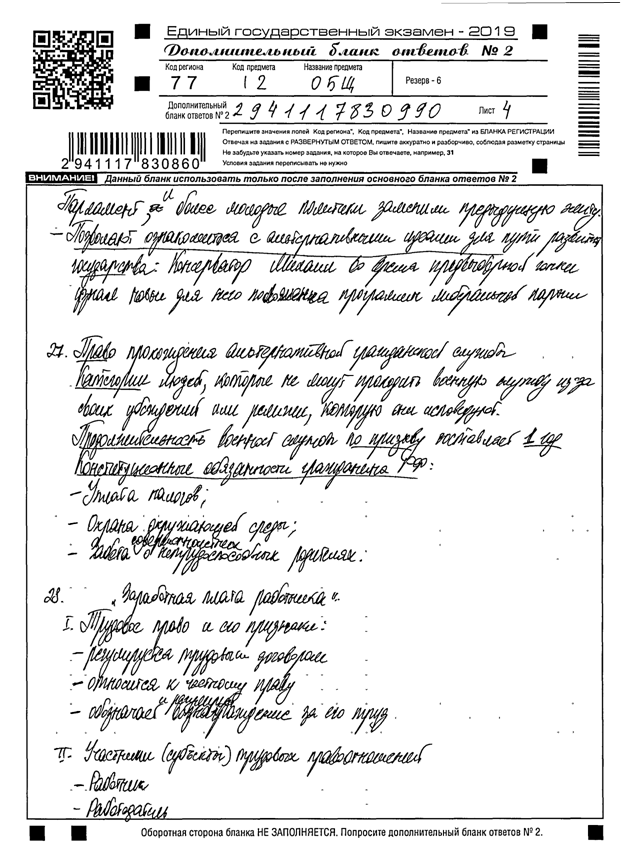 Единый государственный экзамен - 2019
Дополнительный бланк ответов № 2
Код региона
Код предмета
Название предмета
77
12
ОБЩ
Резерв - 6
Дополнительный
бланк ответов № 2
2941117830990
Лист 4
Перепишите значения полей "Код региона", "Код предмета", "Название предмета" из БЛАНКА РЕГИСТРАЦИИ
Отвечая на задания с РАЗВЕРНУТЫМ ОТВЕТОМ, пишите аккуратно и разборчиво, соблюдая разметку страницы
Не забудьте указать номер задания, на которое Вы отвечаете, например, 31
Условия задания переписывать не нужно
2 941117 830860
ВНИМАНИЕ!
Данный бланк использовать только после заполнения основного бланка ответов № 2
Парламент, и более молодые политики заменили предыдущую
- Позволяют ознакомиться с альтернативными идеями для пути развития
государства: Консерватор Михаил во время предвыборной гонки
узнал новые для него положения программы либеральной партии
27. Право прохождения альтернативной гражданской службы
Категории людей, которые не могут проходить военную службу из-за
своих убеждений или религии, которую они исповедуют.
Продолжительность военной службы по призыву составляет 1 год
Конституционные обязанности гражданина РФ:
- Уплата налогов;
- Охрана окружающей среды;
- Забота совершеннолетних о нетрудоспособных родителях.
28. "Заработная плата работника".
I. Трудовое право и его признаки:
- регулируется трудовым договором
- относится к частному праву
- обозначает и вознаграждение за его труд
II. Участники (субъекты) трудовых правоотношений
- Работник
- Работодатель
Оборотная сторона бланка НЕ ЗАПОЛНЯЕТСЯ. Попросите дополнительный бланк ответов № 2.